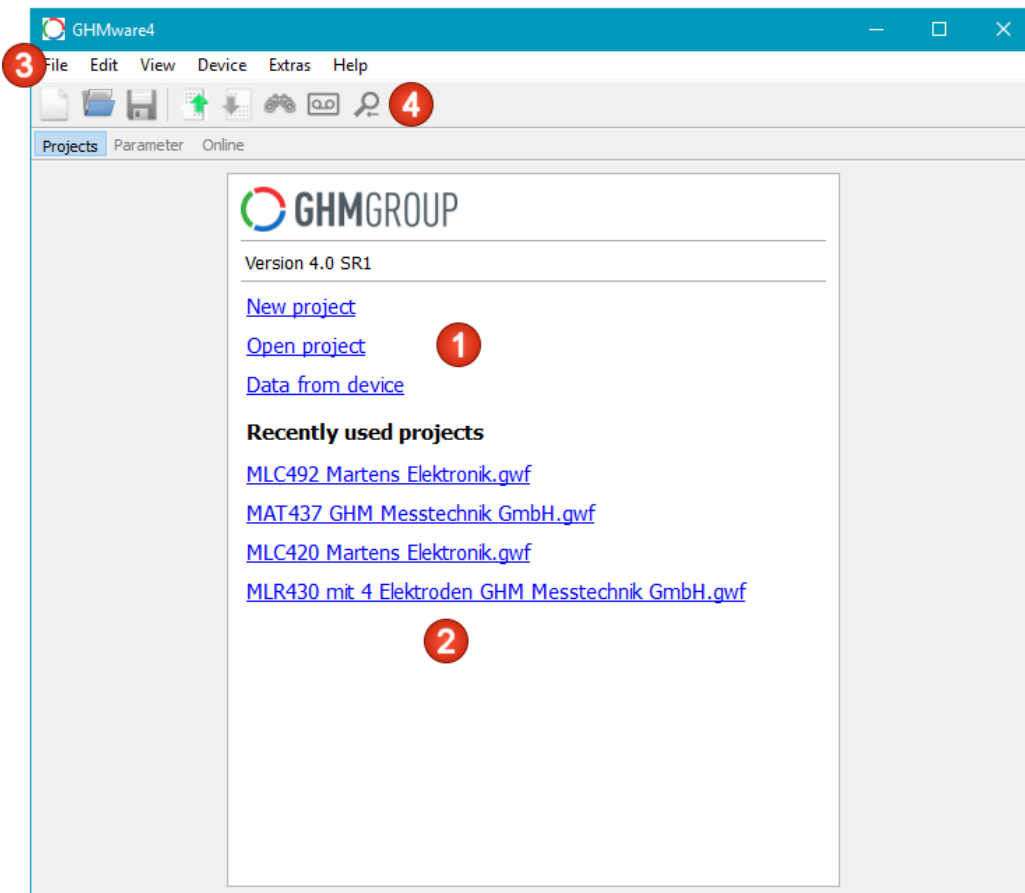 GHMware4
3 File Edit View Device Extras Help
4
Projects Parameter Online
GHMGROUP
Version 4.0 SR1
New project
Open project
1
Data from device
Recently used projects
MLC492 Martens Elektronik.gwf
MAT437 GHM Messtechnik GmbH.gwf
MLC420 Martens Elektronik.gwf
MLR430 mit 4 Elektroden GHM Messtechnik GmbH.gwf
2